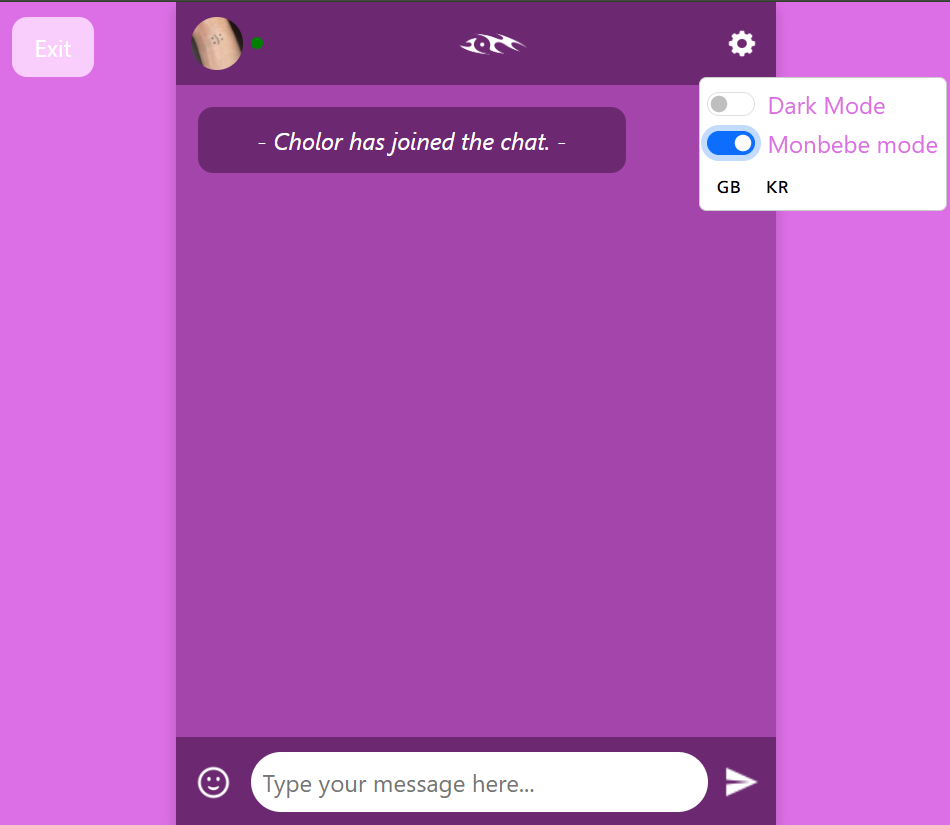 Exit
- Cholor has joined the chat. -
Dark Mode
Monbebe mode
GB KR
Type your message here...